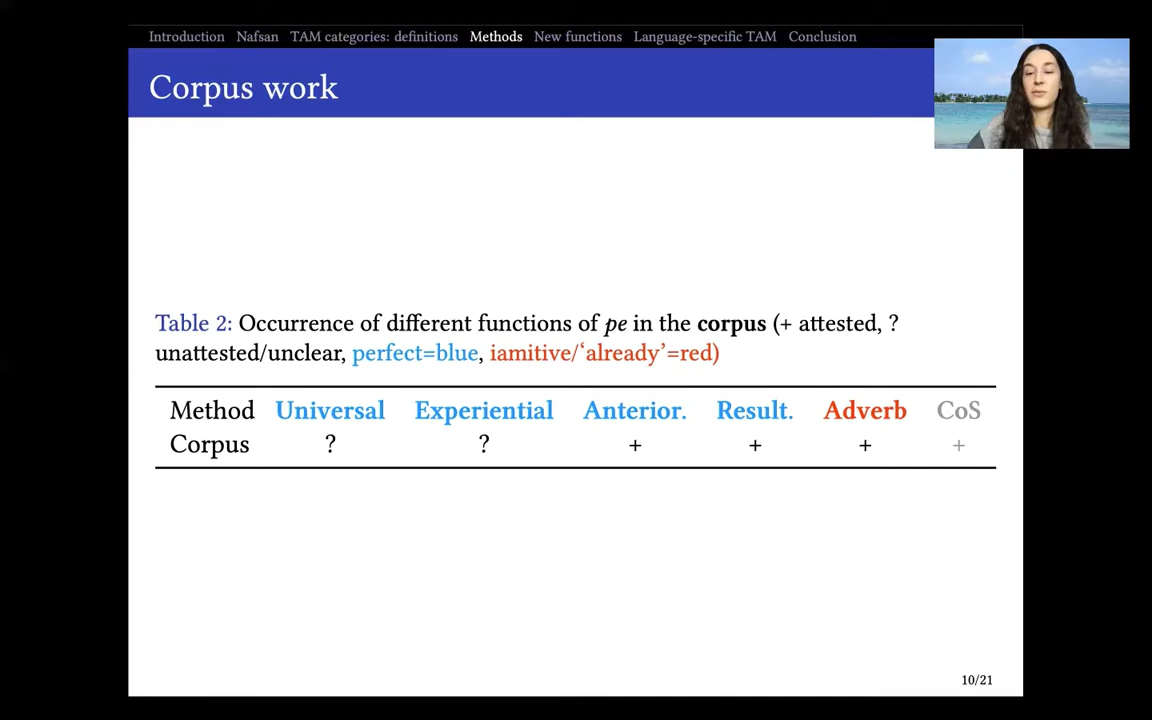 Introduction Nafsan TAM categories: definitions Methods New functions Language-specific TAM Conclusion
Corpus work
Table 2: Occurrence of different functions of pe in the corpus (+ attested, ?
unattested/unclear, perfect=blue, iamitive/‘already’=red)
Method Universal Experiential Anterior. Result. Adverb CoS
Corpus ? ? + + + +
10/21